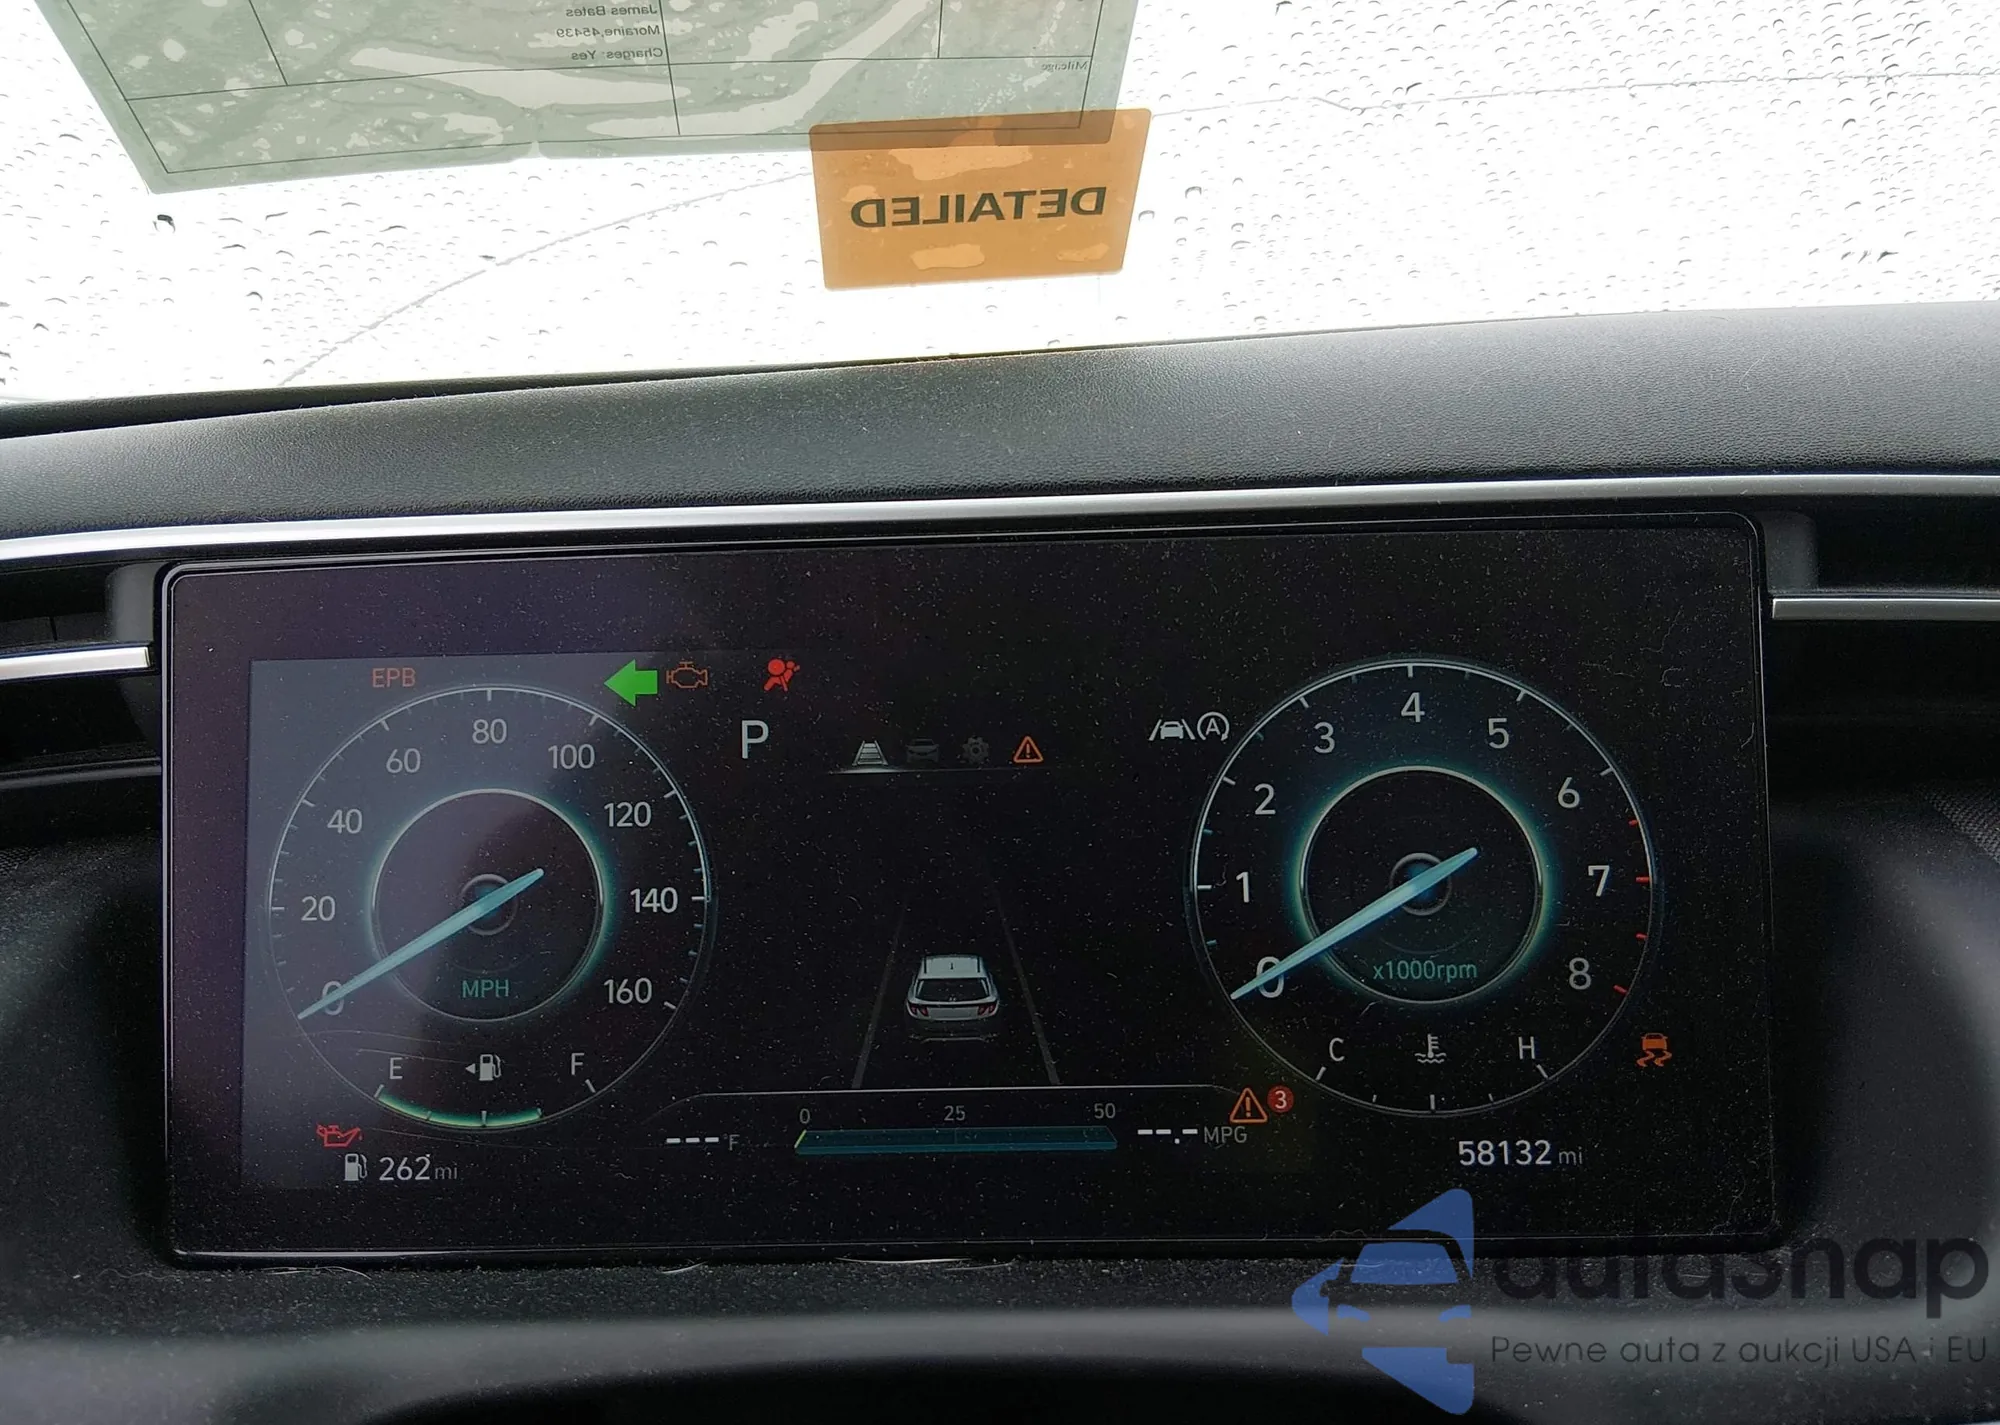 James Bates
Moraine,45439
Charges: Yes
Mileage
DETAILED
EPB
P
A
0
20
40
60
80
100
120
140
160
MPH
E
F
262 mi
0
1
2
3
4
5
6
7
8
x1000rpm
C
H
--- F
0
25
50
--.- MPG
3
58132 mi
autasnap
Pewne auta z aukcji USA i EU